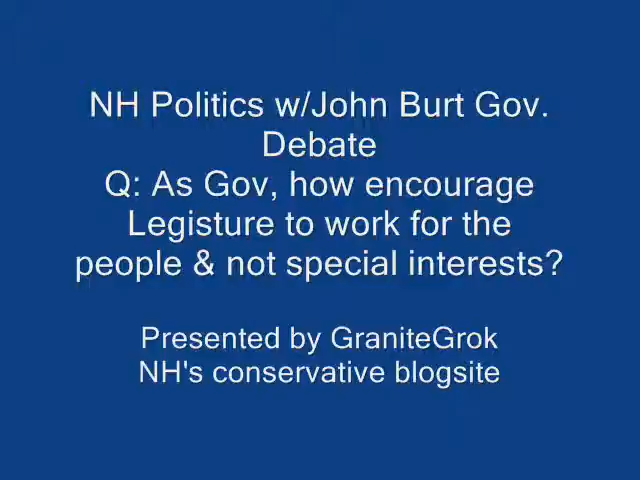 NH Politics w/John Burt Gov.
Debate
Q: As Gov, how encourage
Legisture to work for the
people & not special interests?
Presented by GraniteGrok
NH's conservative blogsite